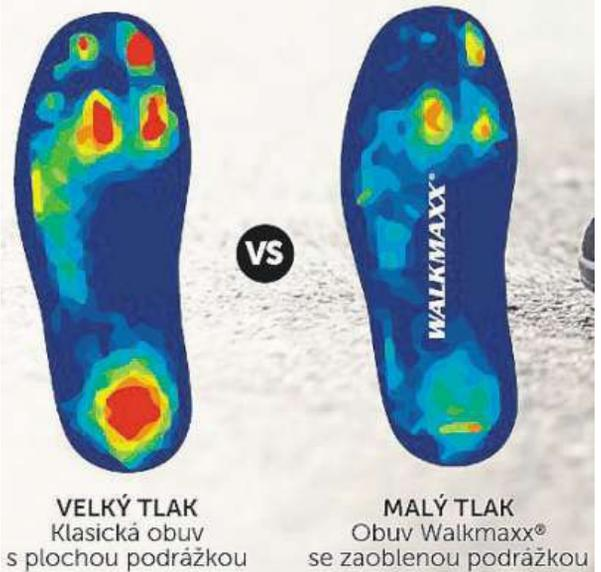 WALKMAXX®
VS
VELKÝ TLAK
Klasická obuv
s plochou podrážkou
MALÝ TLAK
Obuv Walkmaxx®
se zaoblenou podrážkou